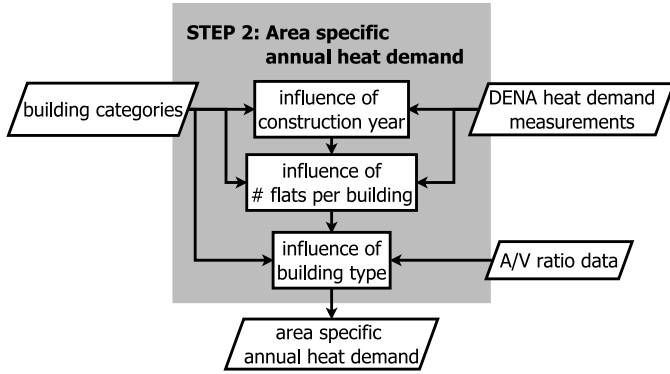 STEP 2: Area specific
annual heat demand
building categories
influence of
construction year
DENA heat demand
measurements
influence of
# flats per building
influence of
building type
A/V ratio data
area specific
annual heat demand